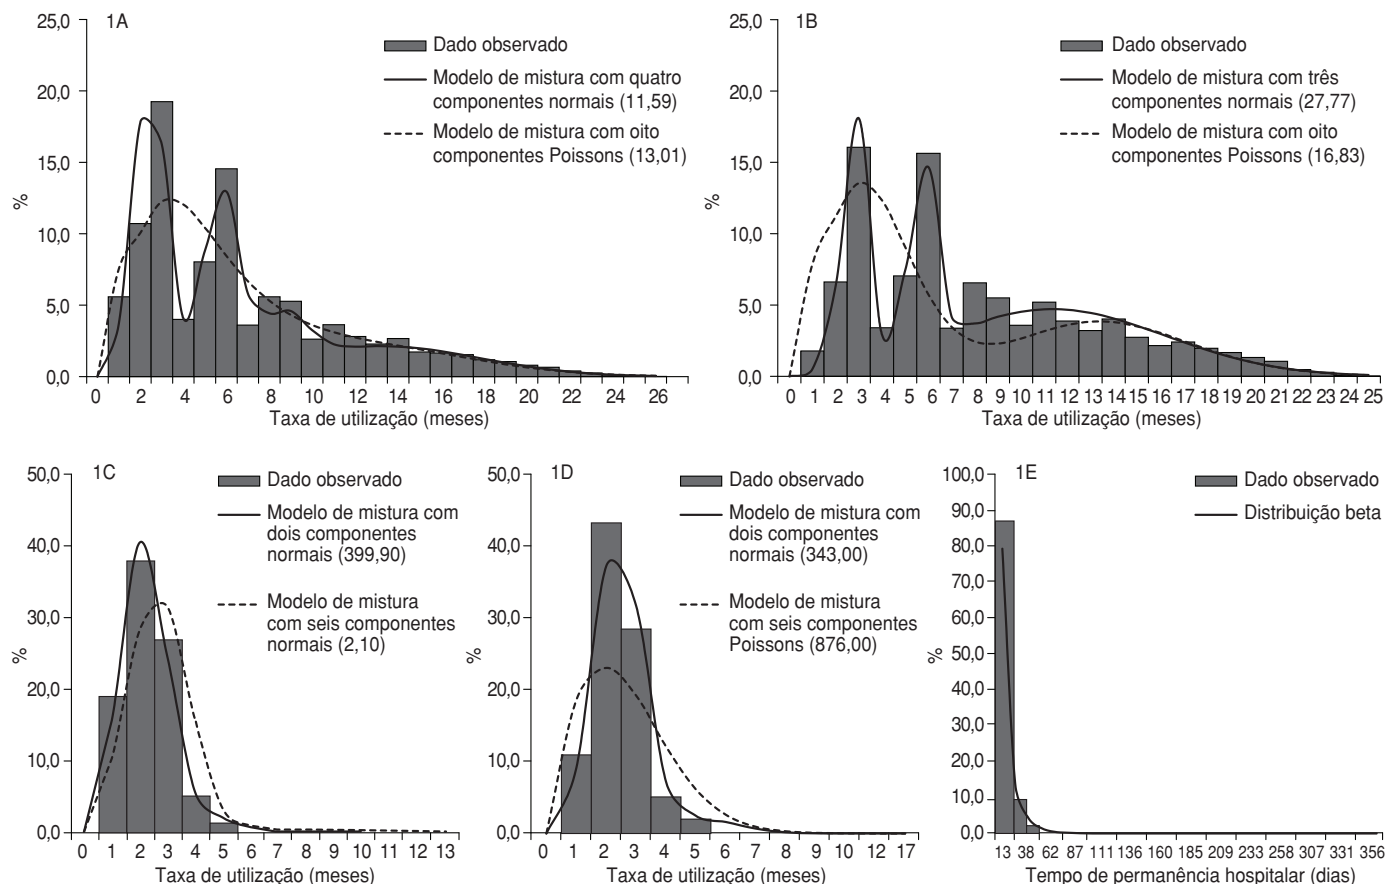 1A
25,0
20,0
15,0
10,0
5,0
0,0
%
Dado observado
Modelo de mistura com quatro
componentes normais (11,59)
Modelo de mistura com oito
componentes Poissons (13,01)
0 2 4 6 8 10 12 14 16 18 20 22 24 26
Taxa de utilização (meses)
1B
25,0
20,0
15,0
10,0
5,0
0,0
%
Dado observado
Modelo de mistura com três
componentes normais (27,77)
Modelo de mistura com oito
componentes Poissons (16,83)
0 1 2 3 4 5 6 7 8 9 10 11 12 13 14 15 16 17 18 19 20 21 22 23 24 25
Taxa de utilização (meses)
1C
50,0
40,0
30,0
20,0
10,0
0,0
%
Dado observado
Modelo de mistura com
dois componentes
normais (399,90)
Modelo de mistura
com seis componentes
normais (2,10)
0 1 2 3 4 5 6 7 8 9 10 11 12 13
Taxa de utilização (meses)
1D
50,0
40,0
30,0
20,0
10,0
0,0
%
Dado observado
Modelo de mistura com
dois componentes
normais (343,00)
Modelo de mistura
com seis componentes
Poissons (876,00)
0 1 2 3 4 5 6 7 8 9 10 12 17
Taxa de utilização (meses)
1E
100,0
90,0
80,0
70,0
60,0
50,0
40,0
30,0
20,0
10,0
0,0
%
Dado observado
Distribuição beta
13 38 62 87 111 136 160 185 209 233 258 307 331 356
Tempo de permanência hospitalar (dias)